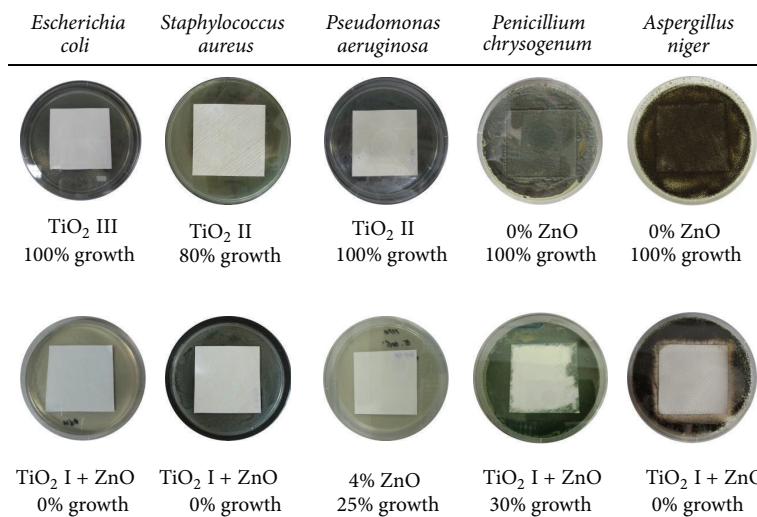 Escherichia coli
Staphylococcus aureus
Pseudomonas aeruginosa
Penicillium chrysogenum
Aspergillus niger
TiO₂ III
100% growth
TiO₂ II
80% growth
TiO₂ II
100% growth
0% ZnO
100% growth
0% ZnO
100% growth
TiO₂ I + ZnO
0% growth
TiO₂ I + ZnO
0% growth
4% ZnO
25% growth
TiO₂ I + ZnO
30% growth
TiO₂ I + ZnO
0% growth